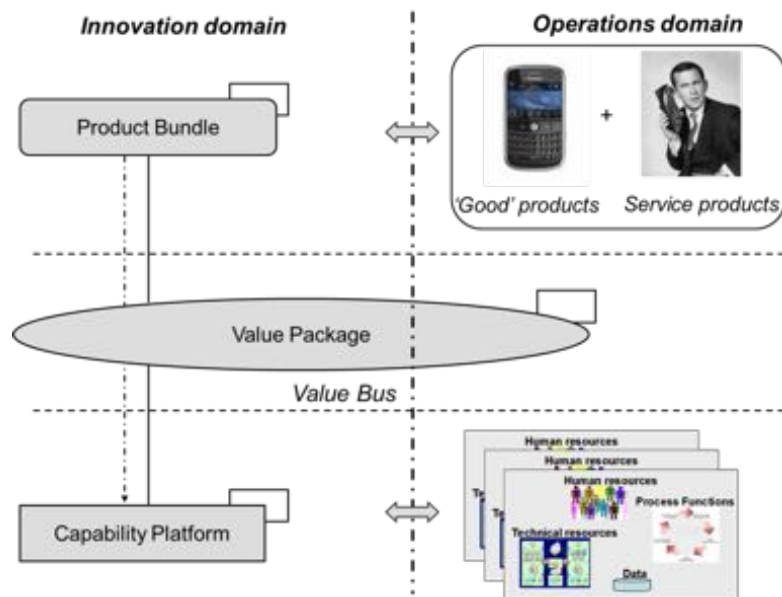 Innovation domain
Operations domain
Product Bundle
+
'Good' products
Service products
Value Package
Value Bus
Human resources
Human resources
Human resources
Process Functions
Technical resources
Data
Capability Platform